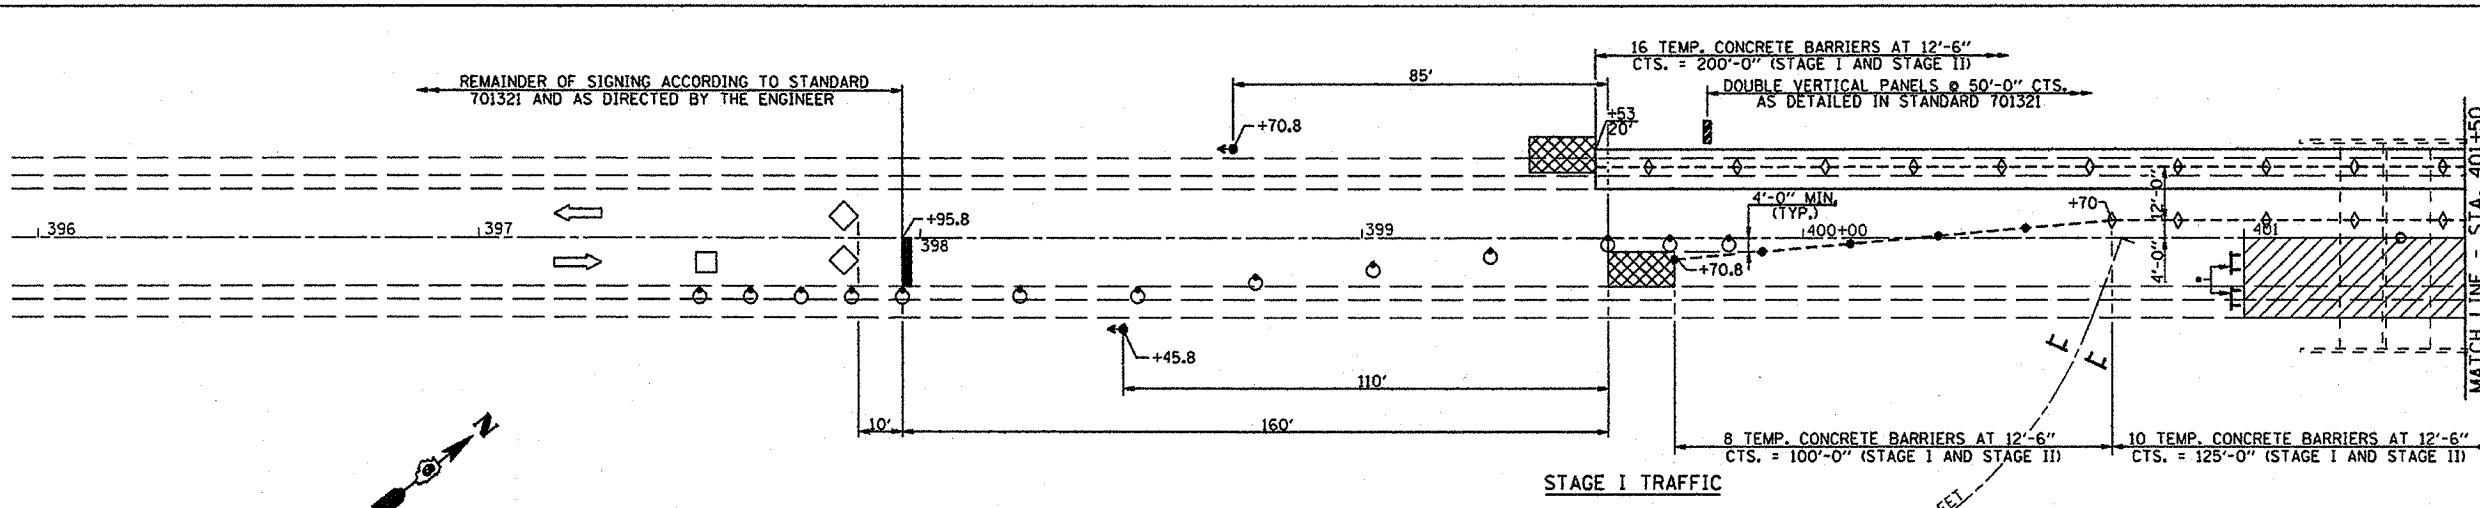 16 TEMP. CONCRETE BARRIERS AT 12'-6"
CTS. = 200'-0" (STAGE I AND STAGE II)
REMAINDER OF SIGNING ACCORDING TO STANDARD
701321 AND AS DIRECTED BY THE ENGINEER
85'
DOUBLE VERTICAL PANELS @ 50'-0" CTS.
AS DETAILED IN STANDARD 701321
+70.8
+53
20'
MATCH LINE - STA. 401+50
4'-0" MIN.
(TYP.)
12'-0"
+70
+95.8
396
397
398
399
400+00
401
4'-0"
+70.8
+45.8
110'
10'
160'
N
8 TEMP. CONCRETE BARRIERS AT 12'-6"
CTS. = 100'-0" (STAGE I AND STAGE II)
10 TEMP. CONCRETE BARRIERS AT 12'-6"
CTS. = 125'-0" (STAGE I AND STAGE II)
STAGE I TRAFFIC